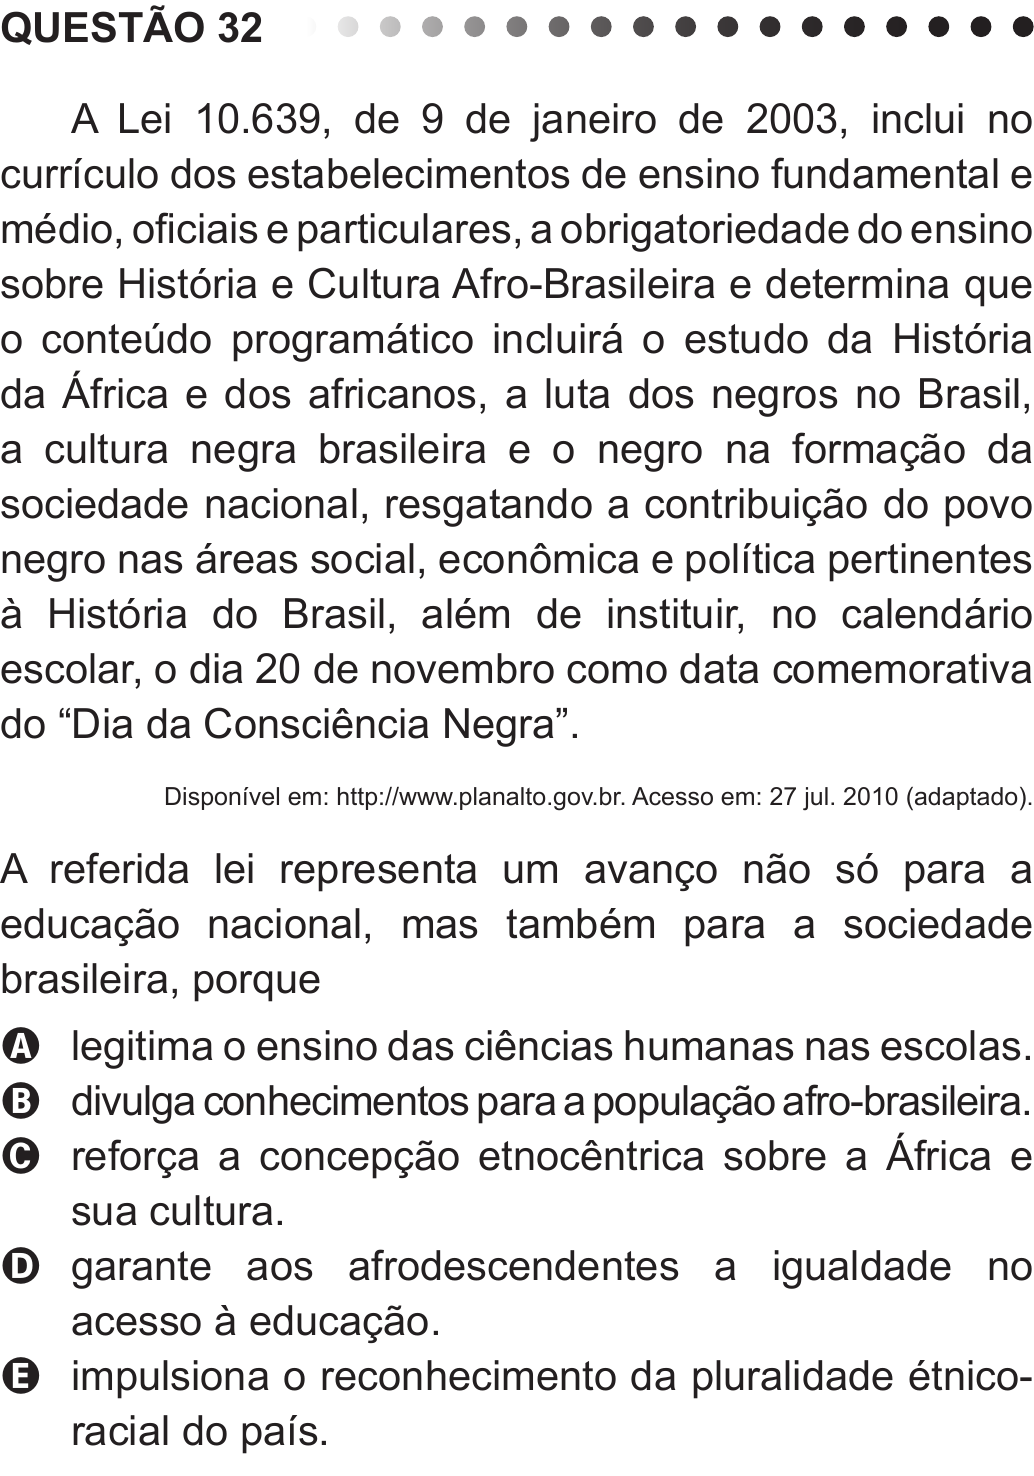 QUESTÃO 32
A Lei 10.639, de 9 de janeiro de 2003, inclui no
currículo dos estabelecimentos de ensino fundamental e
médio, oficiais e particulares, a obrigatoriedade do ensino
sobre História e Cultura Afro-Brasileira e determina que
o conteúdo programático incluirá o estudo da História
da África e dos africanos, a luta dos negros no Brasil,
a cultura negra brasileira e o negro na formação da
sociedade nacional, resgatando a contribuição do povo
negro nas áreas social, econômica e política pertinentes
à História do Brasil, além de instituir, no calendário
escolar, o dia 20 de novembro como data comemorativa
do “Dia da Consciência Negra”.
Disponível em: http://www.planalto.gov.br. Acesso em: 27 jul. 2010 (adaptado).
A referida lei representa um avanço não só para a
educação nacional, mas também para a sociedade
brasileira, porque
A legitima o ensino das ciências humanas nas escolas.
B divulga conhecimentos para a população afro-brasileira.
C reforça a concepção etnocêntrica sobre a África e
sua cultura.
D garante aos afrodescendentes a igualdade no
acesso à educação.
E impulsiona o reconhecimento da pluralidade étnico-
racial do país.